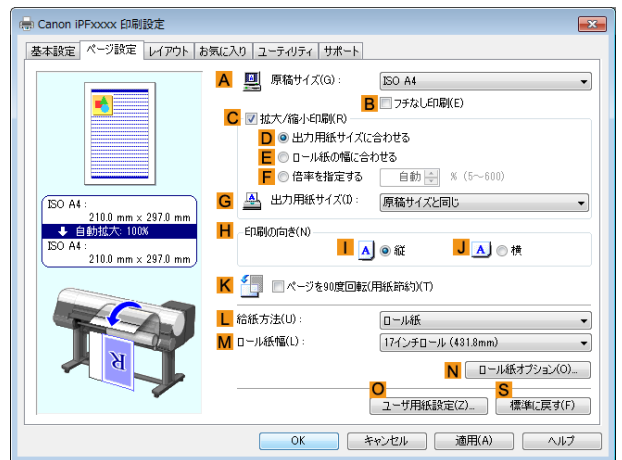 Canon iPFxxxx 印刷設定
基本設定 ページ設定 レイアウト お気に入り ユーティリティ サポート
A 原稿サイズ(G)： ISO A4
B フチなし印刷(E)
C 拡大/縮小印刷(R)
D 出力用紙サイズに合わせる
E ロール紙の幅に合わせる
F 倍率を指定する 自動 % (5～600)
G 出力用紙サイズ(I)： 原稿サイズと同じ
ISO A4：
210.0 mm × 297.0 mm
自動拡大: 100%
ISO A4：
210.0 mm × 297.0 mm
H 印刷の向き(N)
I A 縦 J A 横
K ページを90度回転(用紙節約)(T)
L 給紙方法(U)： ロール紙
M ロール紙幅(L)： 17インチロール (431.8mm)
R
N ロール紙オプション(O)...
O S
ユーザ用紙設定(Z)... 標準に戻す(F)
OK キャンセル 適用(A) ヘルプ